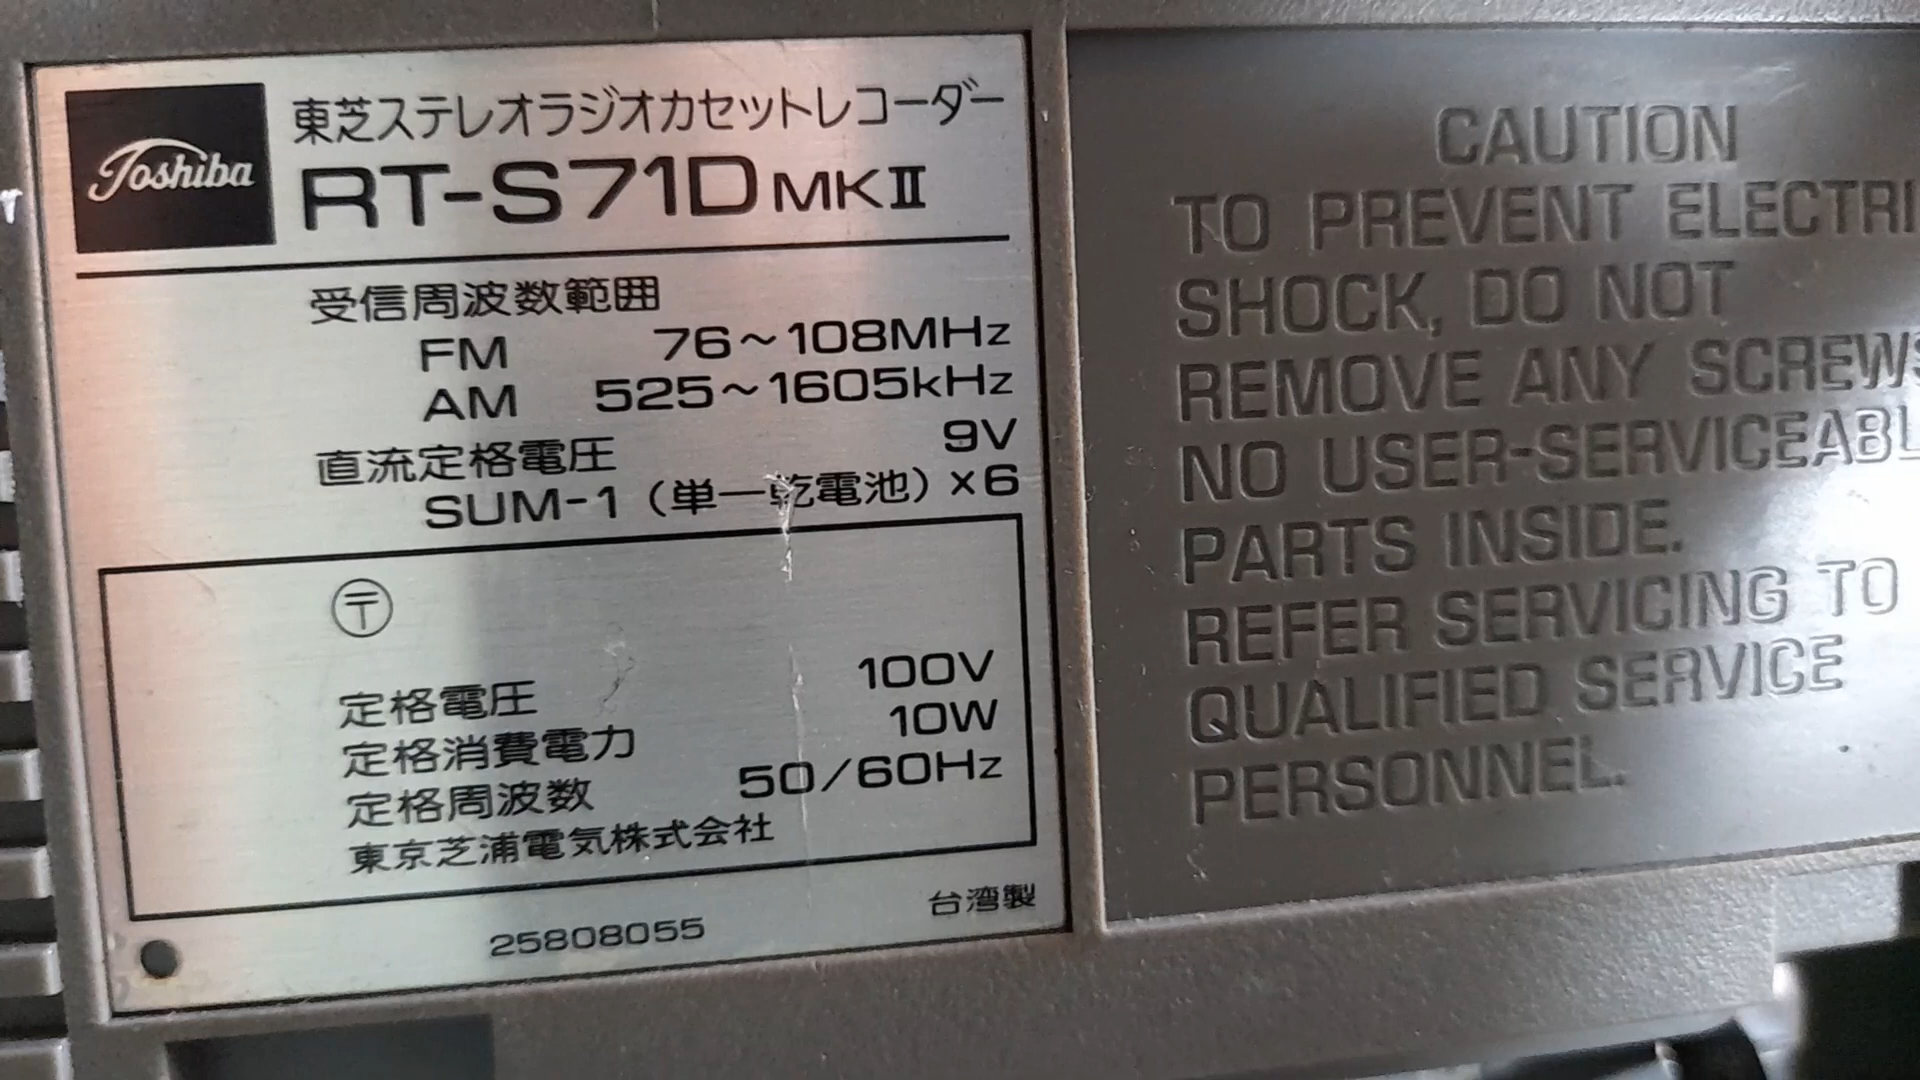 Toshiba
東芝ステレオラジオカセットレコーダー
RT-S71D MKⅡ
受信周波数範囲
FM 76～108MHz
AM 525～1605kHz
直流定格電圧 9V
SUM-1（単一乾電池）×6
〒
定格電圧 100V
定格消費電力 10W
定格周波数 50/60Hz
東京芝浦電気株式会社
25808055 台湾製
CAUTION
TO PREVENT ELECTRI
SHOCK, DO NOT
REMOVE ANY SCREWS
NO USER-SERVICEABL
PARTS INSIDE.
REFER SERVICING TO
QUALIFIED SERVICE
PERSONNEL.